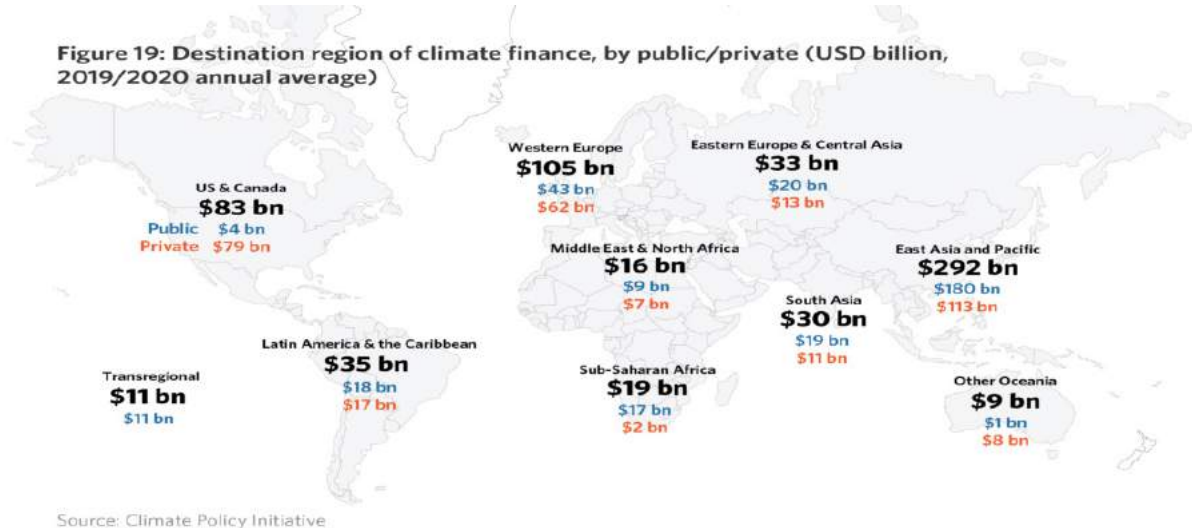 Figure 19: Destination region of climate finance, by public/private (USD billion,
2019/2020 annual average)
Western Europe
$105 bn
$43 bn
$62 bn
Eastern Europe & Central Asia
$33 bn
$20 bn
$13 bn
US & Canada
$83 bn
Public $4 bn
Private $79 bn
Middle East & North Africa
$16 bn
$9 bn
$7 bn
East Asia and Pacific
$292 bn
$180 bn
$113 bn
South Asia
$30 bn
$19 bn
$11 bn
Latin America & the Caribbean
$35 bn
$18 bn
$17 bn
Transregional
$11 bn
$11 bn
Sub-Saharan Africa
$19 bn
$17 bn
$2 bn
Other Oceania
$9 bn
$1 bn
$8 bn
Source: Climate Policy Initiative